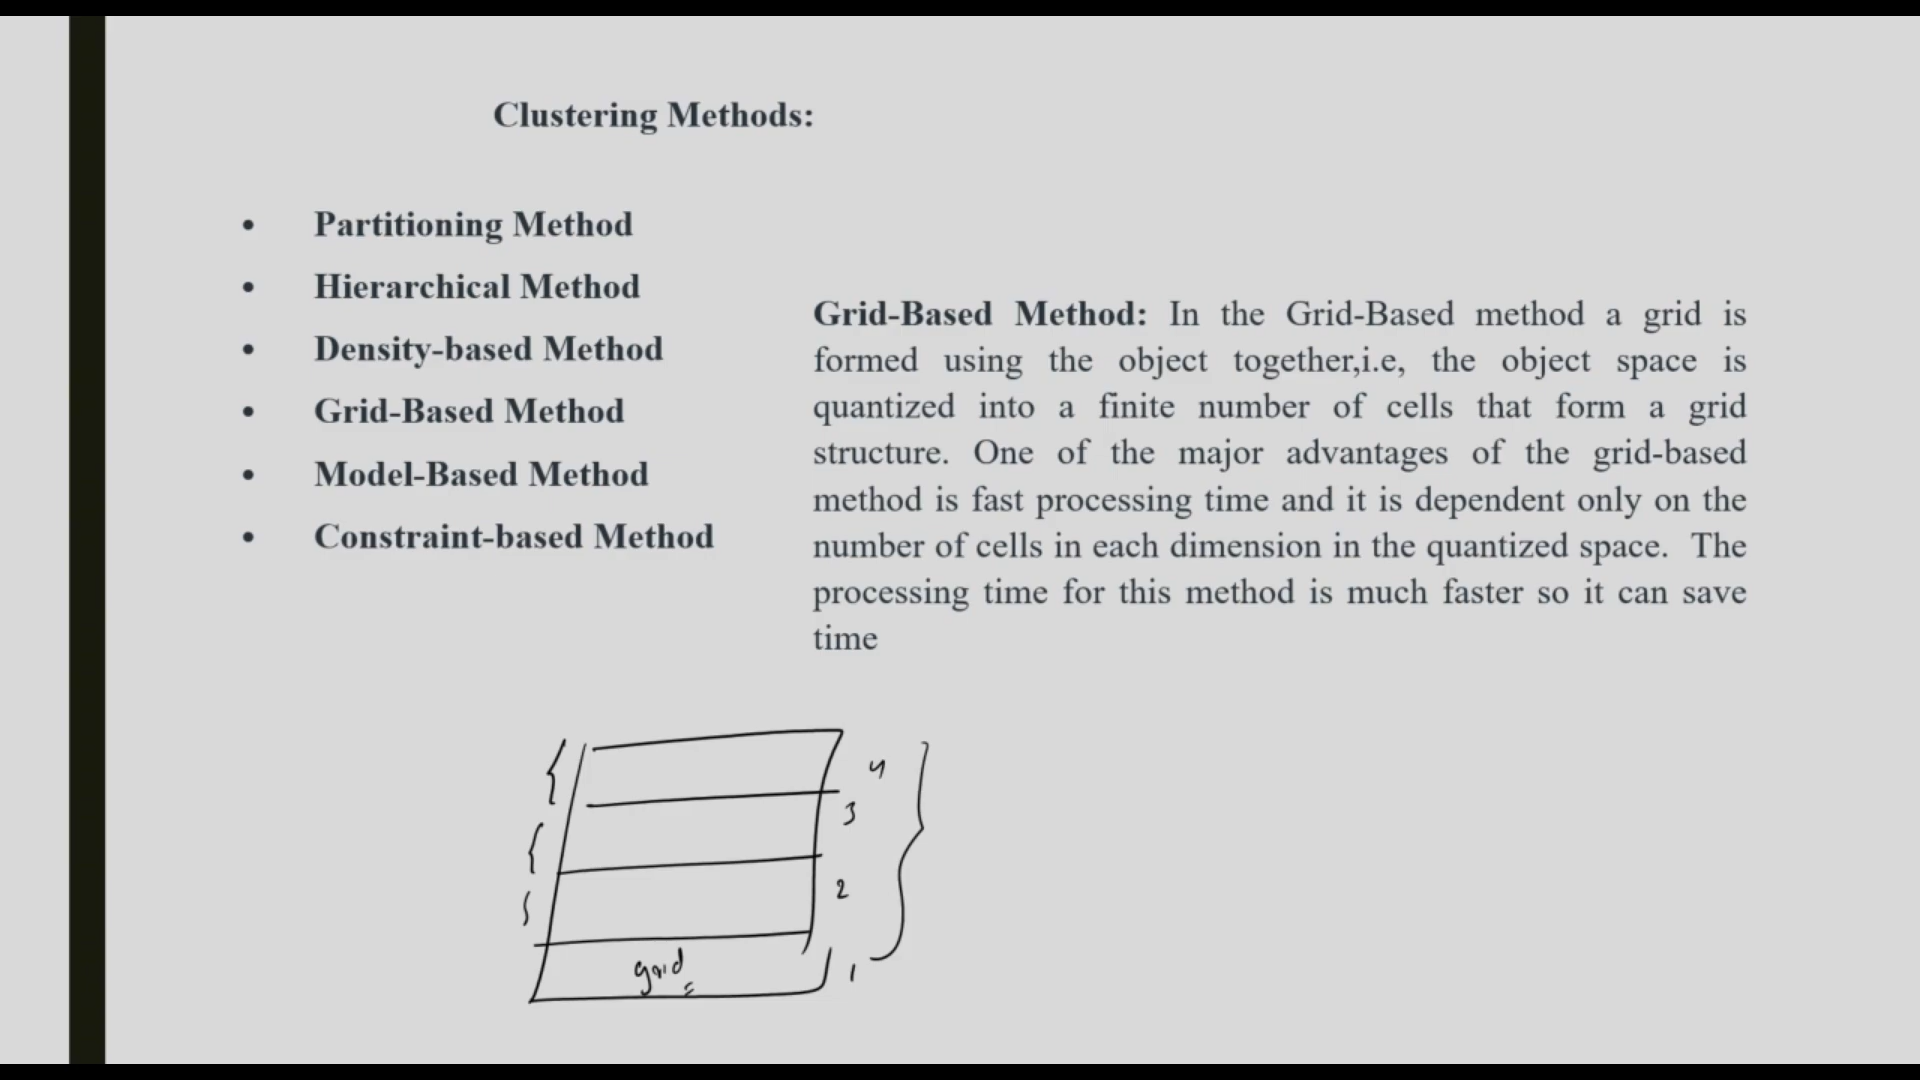 Clustering Methods:
• Partitioning Method
• Hierarchical Method
• Density-based Method
• Grid-Based Method
• Model-Based Method
• Constraint-based Method
Grid-Based Method: In the Grid-Based method a grid is
formed using the object together,i.e, the object space is
quantized into a finite number of cells that form a grid
structure. One of the major advantages of the grid-based
method is fast processing time and it is dependent only on the
number of cells in each dimension in the quantized space. The
processing time for this method is much faster so it can save
time
4
3
2
grid
1